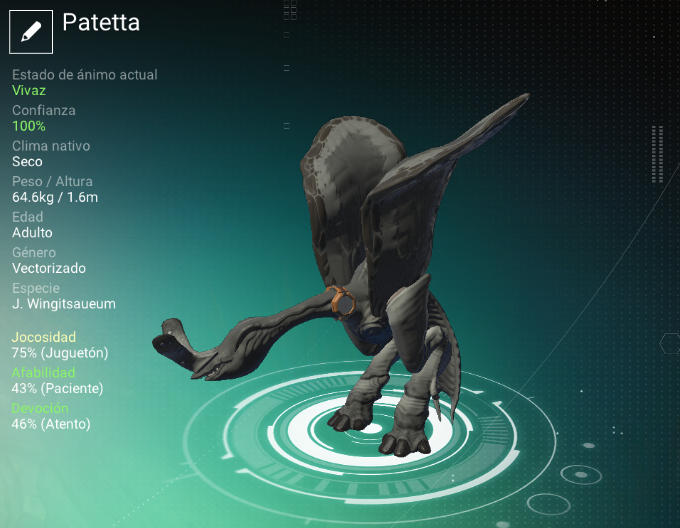 Patetta
Estado de ánimo actual
Vivaz
Confianza
100%
Clima nativo
Seco
Peso / Altura
64.6kg / 1.6m
Edad
Adulto
Género
Vectorizado
Especie
J. Wingitsaueum
Jocosidad
75% (Juguetón)
Afabilidad
43% (Paciente)
Devoción
46% (Atento)